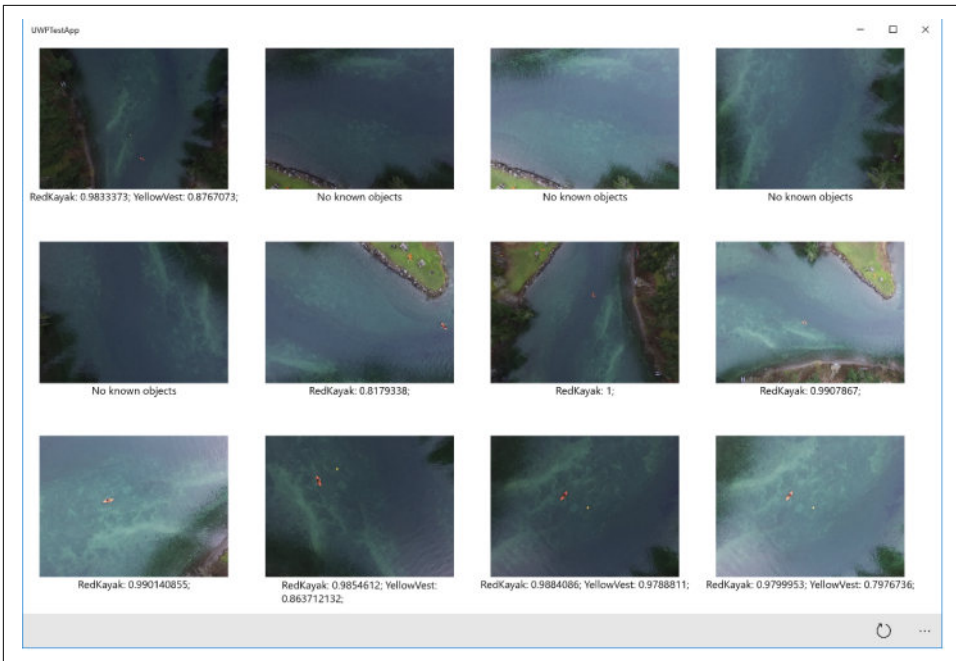 UWPTestApp
RedKayak: 0.9833373; YellowVest: 0.8767073;
No known objects
No known objects
No known objects
No known objects
RedKayak: 0.8179338;
RedKayak: 1;
RedKayak: 0.9907867;
RedKayak: 0.990140855;
RedKayak: 0.9854612; YellowVest:
0.863712132;
RedKayak: 0.9884086; YellowVest: 0.9788811;
RedKayak: 0.9799953; YellowVest: 0.7976736;